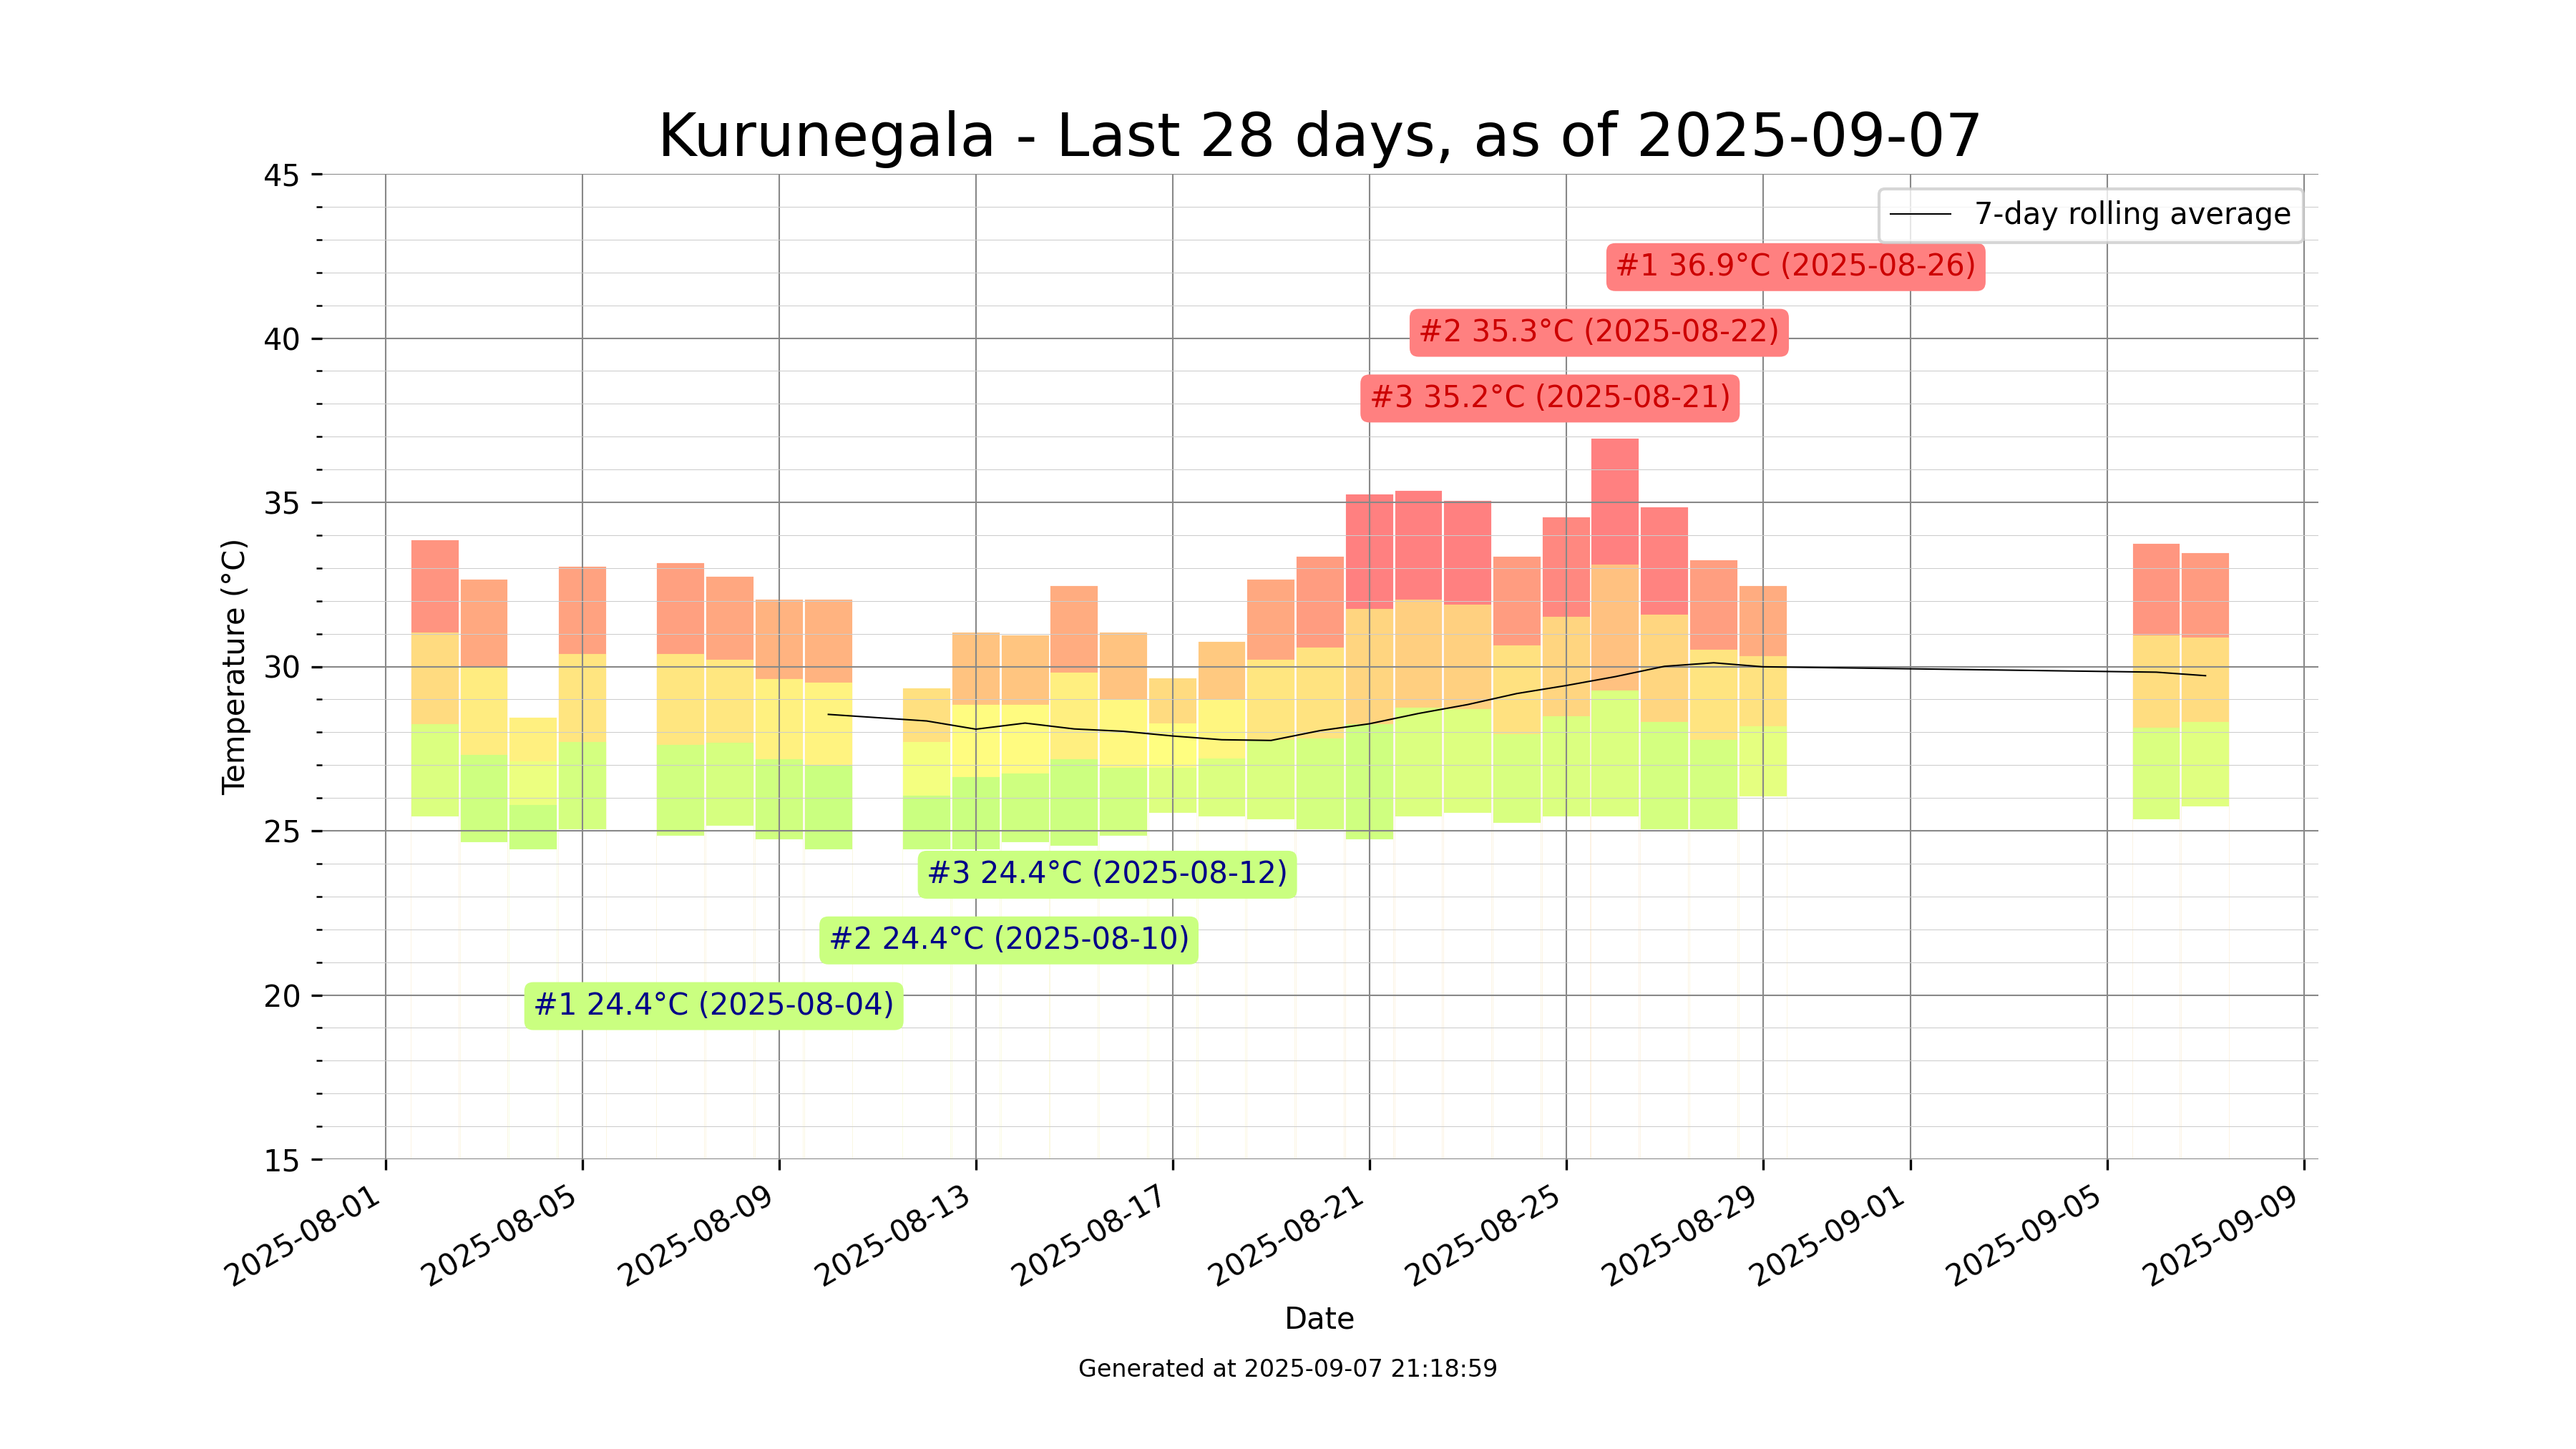 Kurunegala - Last 28 days, as of 2025-09-07
45
40
35
30
25
20
15
Temperature (°C)
7-day rolling average
#1 36.9°C (2025-08-26)
#2 35.3°C (2025-08-22)
#3 35.2°C (2025-08-21)
#3 24.4°C (2025-08-12)
#2 24.4°C (2025-08-10)
#1 24.4°C (2025-08-04)
2025-08-01
2025-08-05
2025-08-09
2025-08-13
2025-08-17
2025-08-21
2025-08-25
2025-08-29
2025-09-01
2025-09-05
2025-09-09
Date
Generated at 2025-09-07 21:18:59